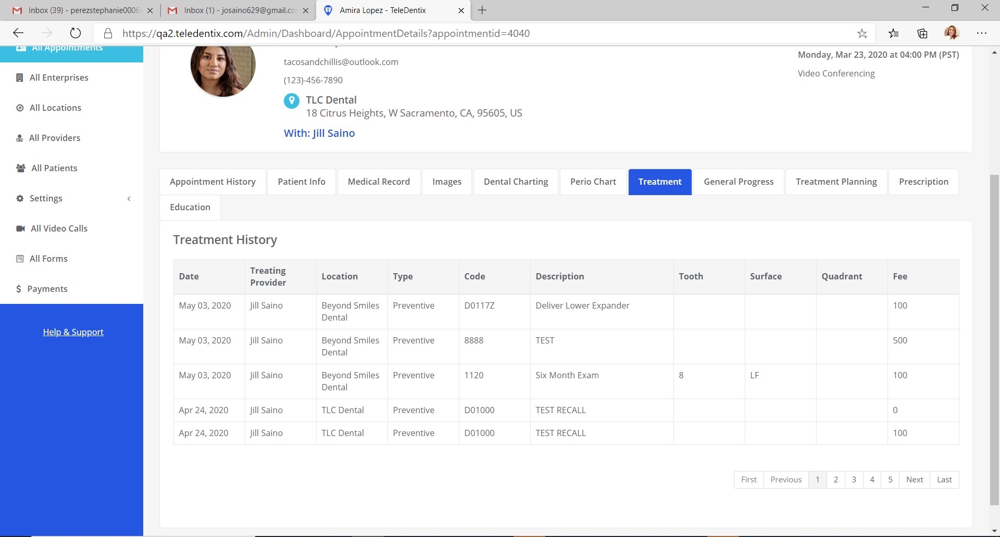 Inbox (39) - perezstephanie0006
Inbox (1) - josaino629@gmail.co
Amira Lopez - TeleDentix
https://qa2.teledentix.com/Admin/Dashboard/AppointmentDetails?appointmentid=4040
All Appointments
All Enterprises
All Locations
All Providers
All Patients
Settings
All Video Calls
All Forms
$ Payments
Help & Support
tacosandchillis@outlook.com
(123)-456-7890
TLC Dental
18 Citrus Heights, W Sacramento, CA, 95605, US
With: Jill Saino
Monday, Mar 23, 2020 at 04:00 PM (PST)
Video Conferencing
Appointment History Patient Info Medical Record Images Dental Charting Perio Chart Treatment General Progress Treatment Planning Prescription
Education
Treatment History
Date Treating Provider Location Type Code Description Tooth Surface Quadrant Fee
May 03, 2020 Jill Saino Beyond Smiles Dental Preventive D0117Z Deliver Lower Expander 100
May 03, 2020 Jill Saino Beyond Smiles Dental Preventive 8888 TEST 500
May 03, 2020 Jill Saino Beyond Smiles Dental Preventive 1120 Six Month Exam 8 LF 100
Apr 24, 2020 Jill Saino TLC Dental Preventive D01000 TEST RECALL 0
Apr 24, 2020 Jill Saino TLC Dental Preventive D01000 TEST RECALL 100
First Previous 1 2 3 4 5 Next Last